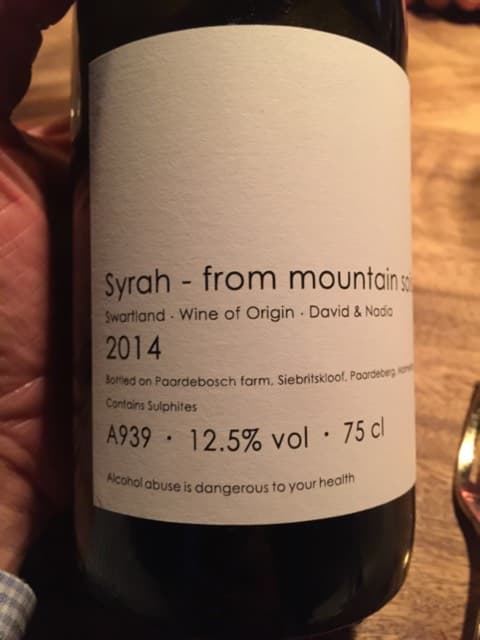 Syrah - from mountain
Swartland · Wine of Origin · David & Nadia
2014
Bottled on Paardebosch farm, Siebritskloof, Paardeberg,
Contains Sulphites
A939 · 12.5% vol · 75 cl
Alcohol abuse is dangerous to your health